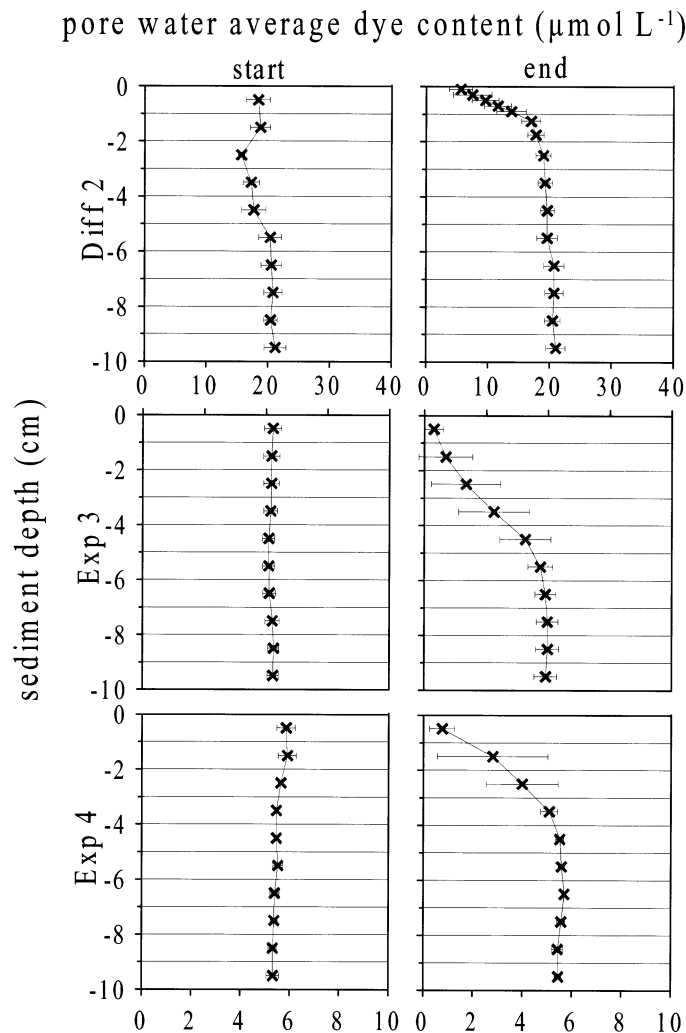 pore water average dye content (µmol L-1)
start end
0
-2
-4
-6
-8
-10
Diff 2
0 10 20 30 40 0 10 20 30 40
0
-2
-4
-6
-8
-10
Exp 3
sediment depth (cm)
0
-2
-4
-6
-8
-10
Exp 4
0 2 4 6 8 10 0 2 4 6 8 10